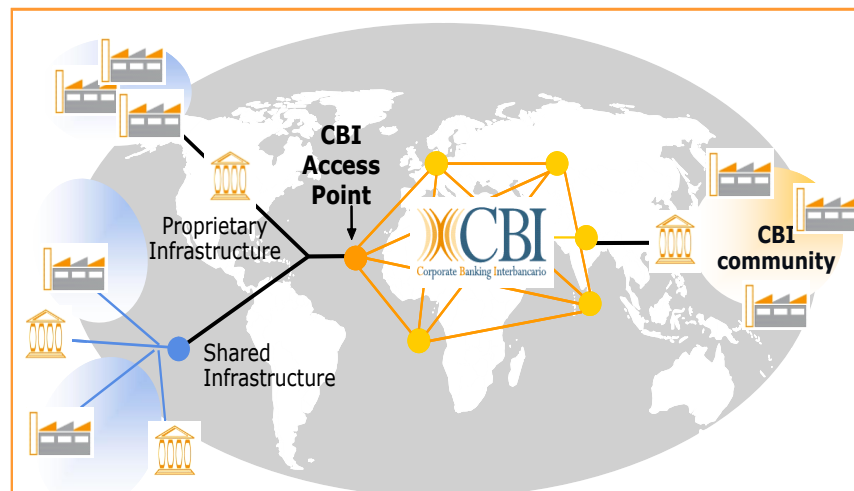 CBI
Access
Point
Proprietary
Infrastructure
CBI
Corporate Banking Interbancario
CBI
community
Shared
Infrastructure